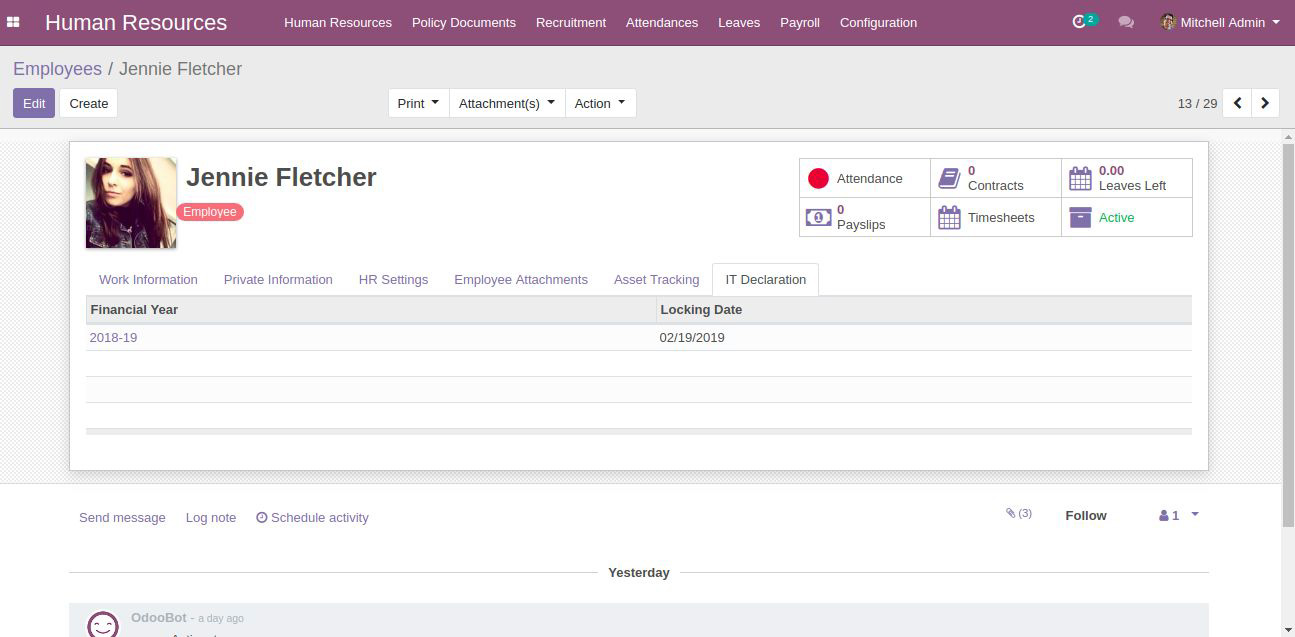 Human Resources Human Resources Policy Documents Recruitment Attendances Leaves Payroll Configuration 2 Mitchell Admin
Employees / Jennie Fletcher
Edit Create Print Attachment(s) Action 13 / 29
Jennie Fletcher
Employee
Attendance 0 Contracts 0.00 Leaves Left
0 Payslips Timesheets Active
Work Information Private Information HR Settings Employee Attachments Asset Tracking IT Declaration
Financial Year Locking Date
2018-19 02/19/2019
Send message Log note Schedule activity (3) Follow 1
Yesterday
OdooBot - a day ago